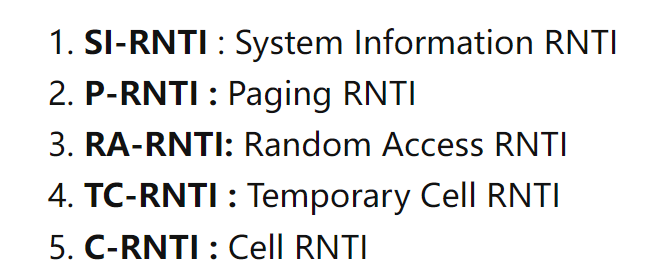 1. SI-RNTI : System Information RNTI
2. P-RNTI : Paging RNTI
3. RA-RNTI: Random Access RNTI
4. TC-RNTI : Temporary Cell RNTI
5. C-RNTI : Cell RNTI